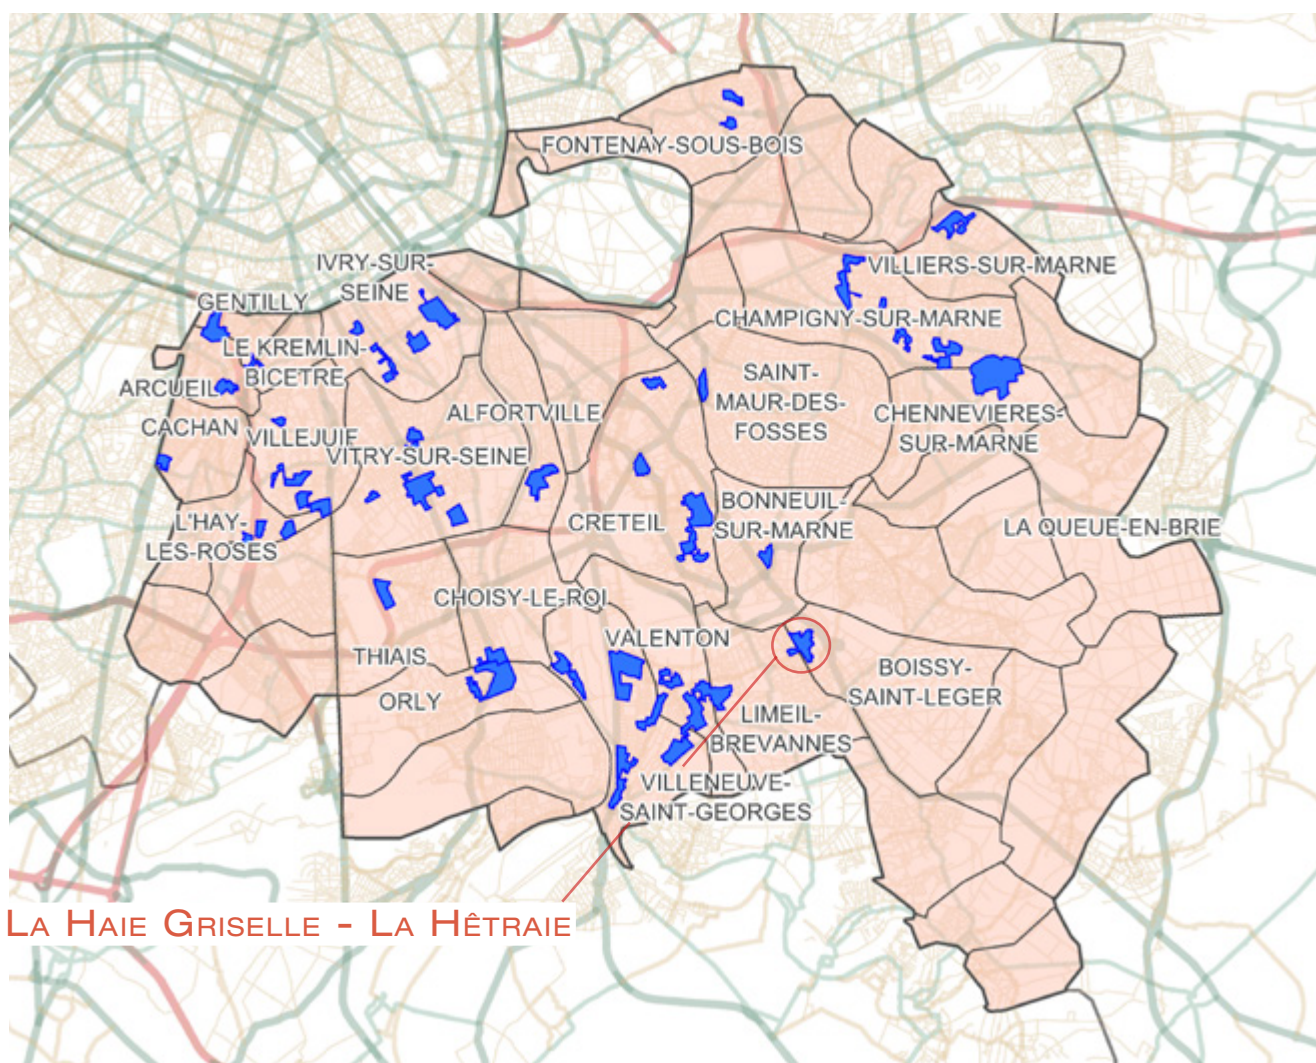 FONTENAY-SOUS-BOIS
IVRY-SUR-
SEINE
GENTILLY
VILLIERS-SUR-MARNE
CHAMPIGNY-SUR-MARNE
LE KREMLIN-
BICETRE
ARCUEIL
SAINT-
MAUR-DES-
FOSSES
ALFORTVILLE
CHENNEVIERES-
SUR-MARNE
CACHAN
VILLEJUIF
VITRY-SUR-SEINE
L'HAY-
LES-ROSES
CRETEIL
BONNEUIL-
SUR-MARNE
LA QUEUE-EN-BRIE
CHOISY-LE-ROI
VALENTON
THIAIS
BOISSY-
SAINT-LEGER
ORLY
LIMEIL-
BREVANNES
VILLENEUVE-
SAINT-GEORGES
LA HAIE GRISELLE - LA HÊTRAIE